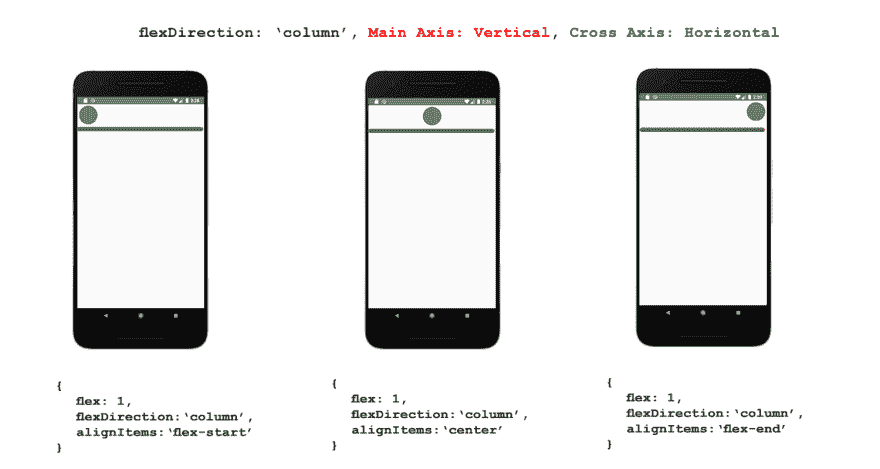 flexDirection: ‘column’, Main Axis: Vertical, Cross Axis: Horizontal
{
flex: 1,
flexDirection:‘column’,
alignItems:‘flex-start’
}
{
flex: 1,
flexDirection:‘column’,
alignItems:‘center’
}
{
flex: 1,
flexDirection:‘column’,
alignItems:‘flex-end’
}